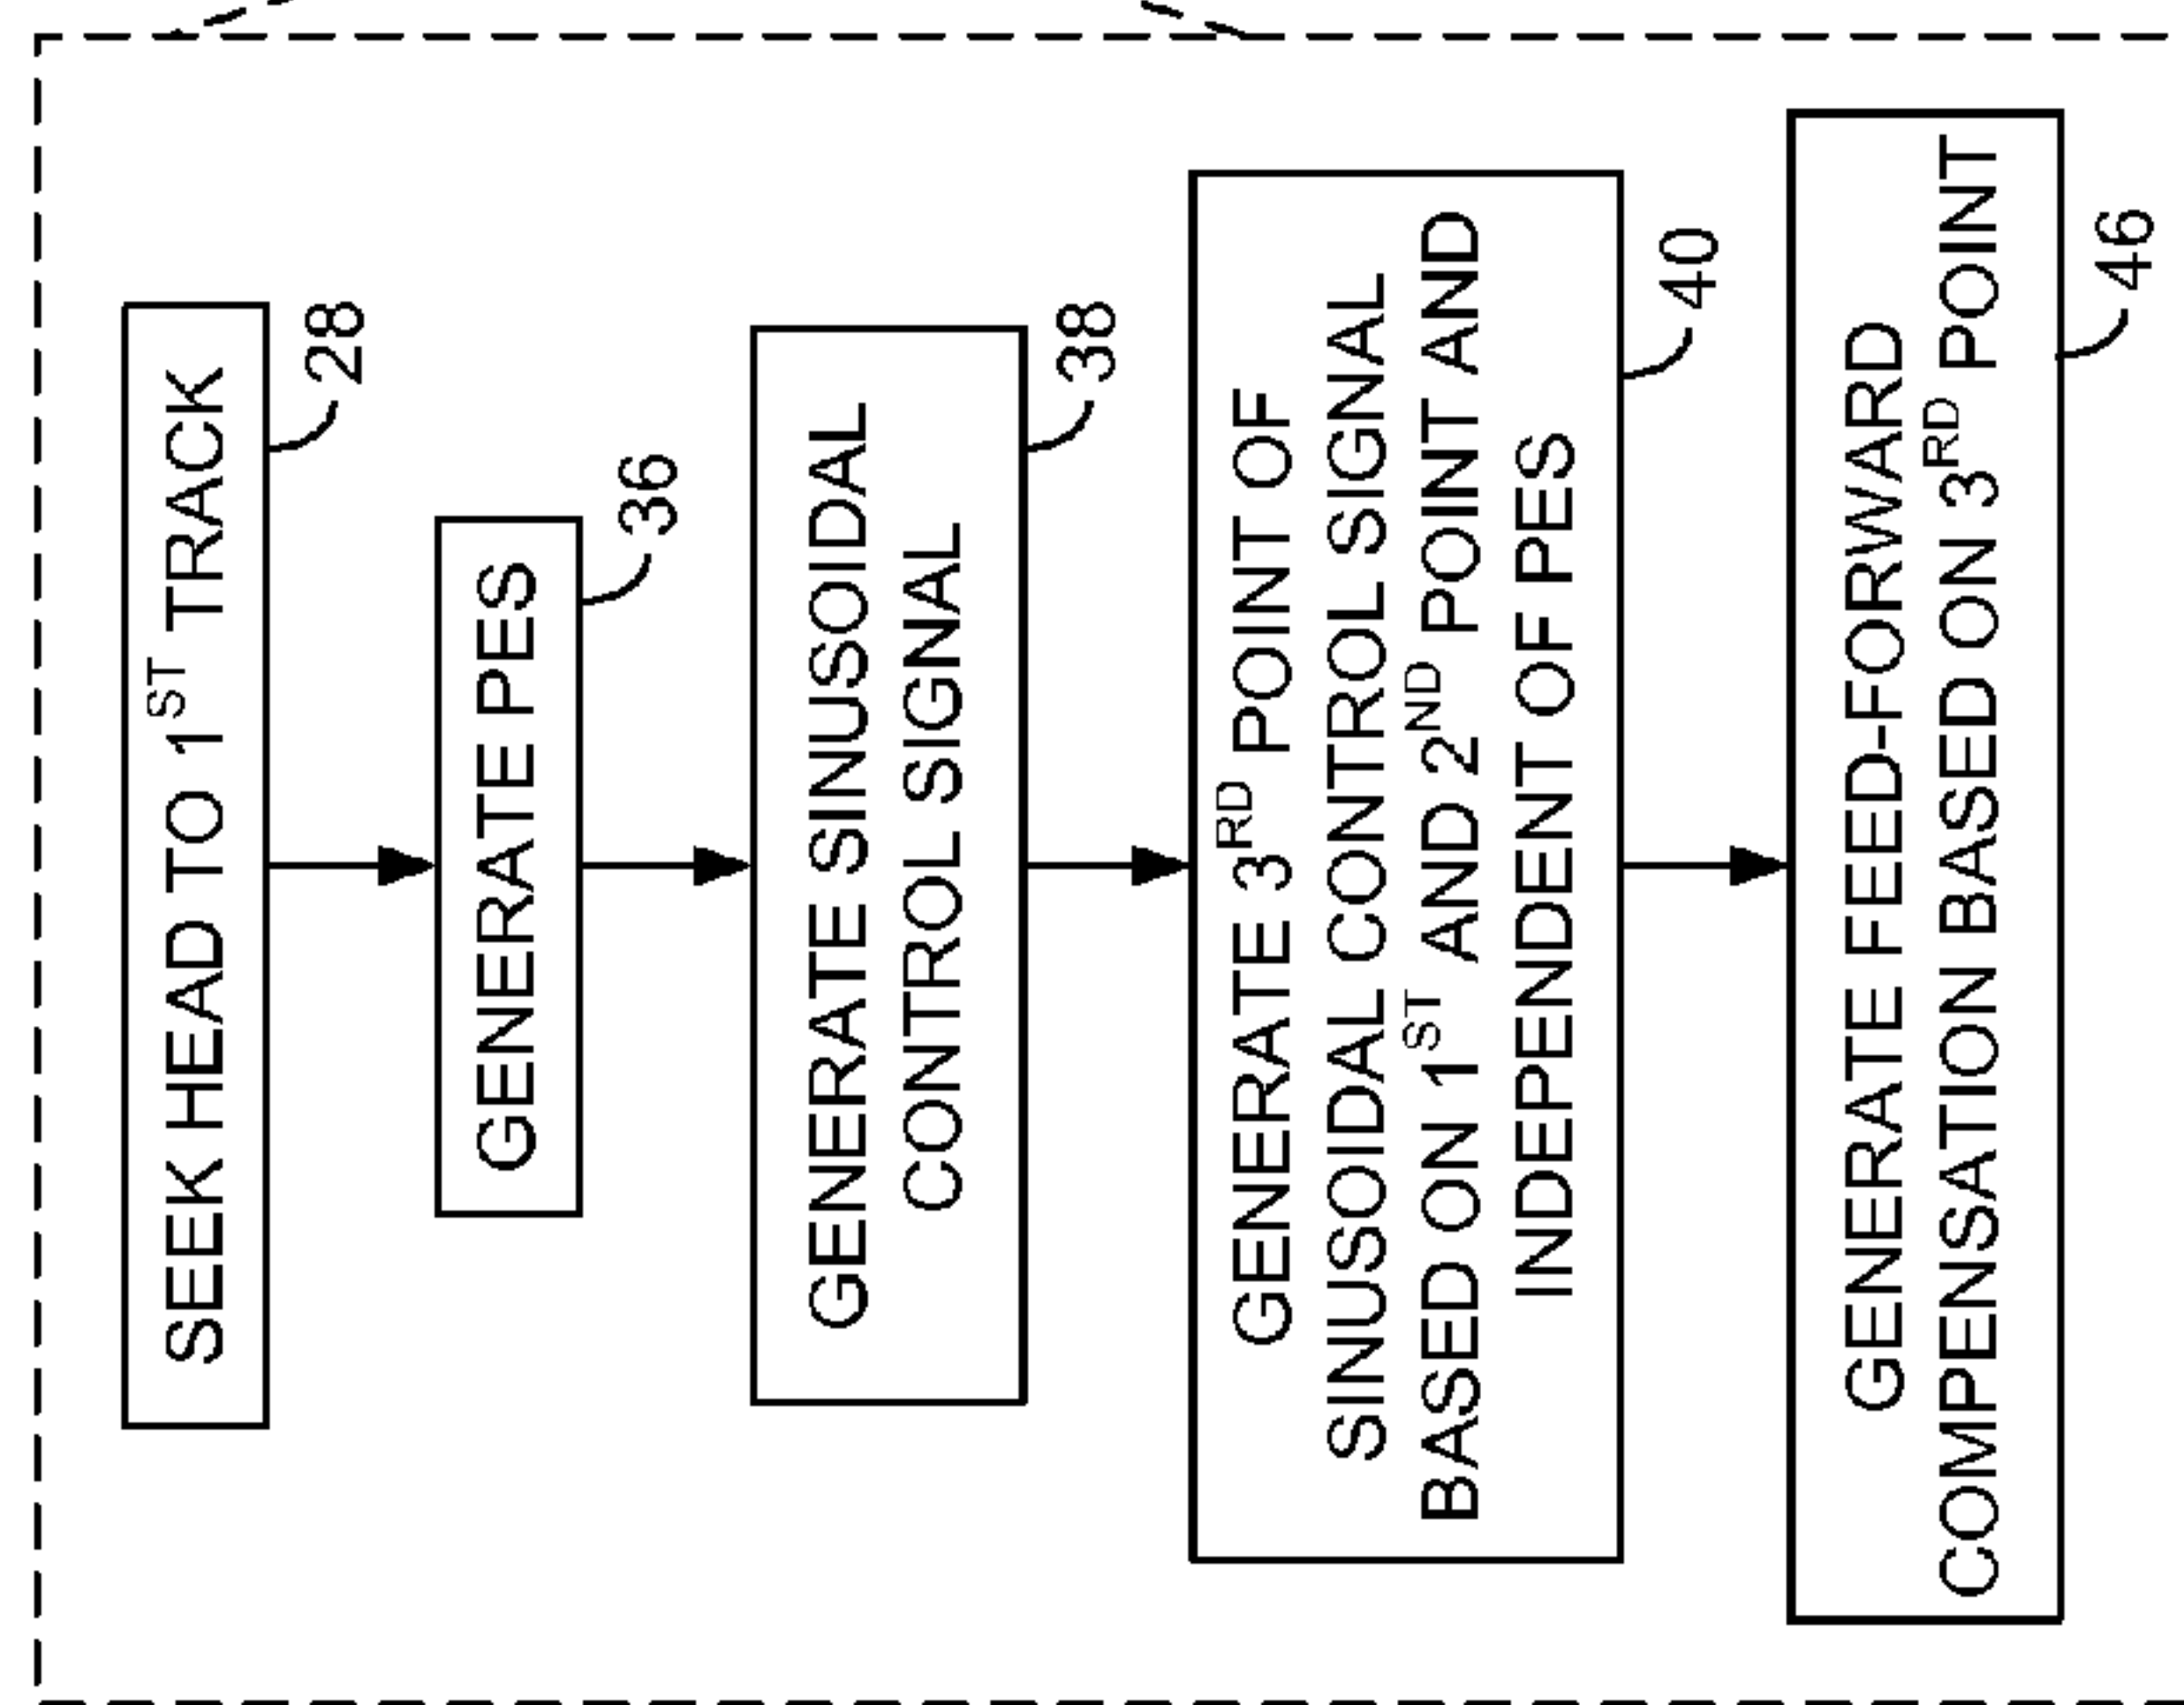 SEEK HEAD TO 1ST TRACK
28
GENERATE PES
36
GENERATE SINUSOIDAL
CONTROL SIGNAL
38
GENERATE 3RD POINT OF
SINUSOIDAL CONTROL SIGNAL
BASED ON 1ST AND 2ND POINT AND
INDEPENDENT OF PES
40
GENERATE FEED-FORWARD
COMPENSATION BASED ON 3RD POINT
46